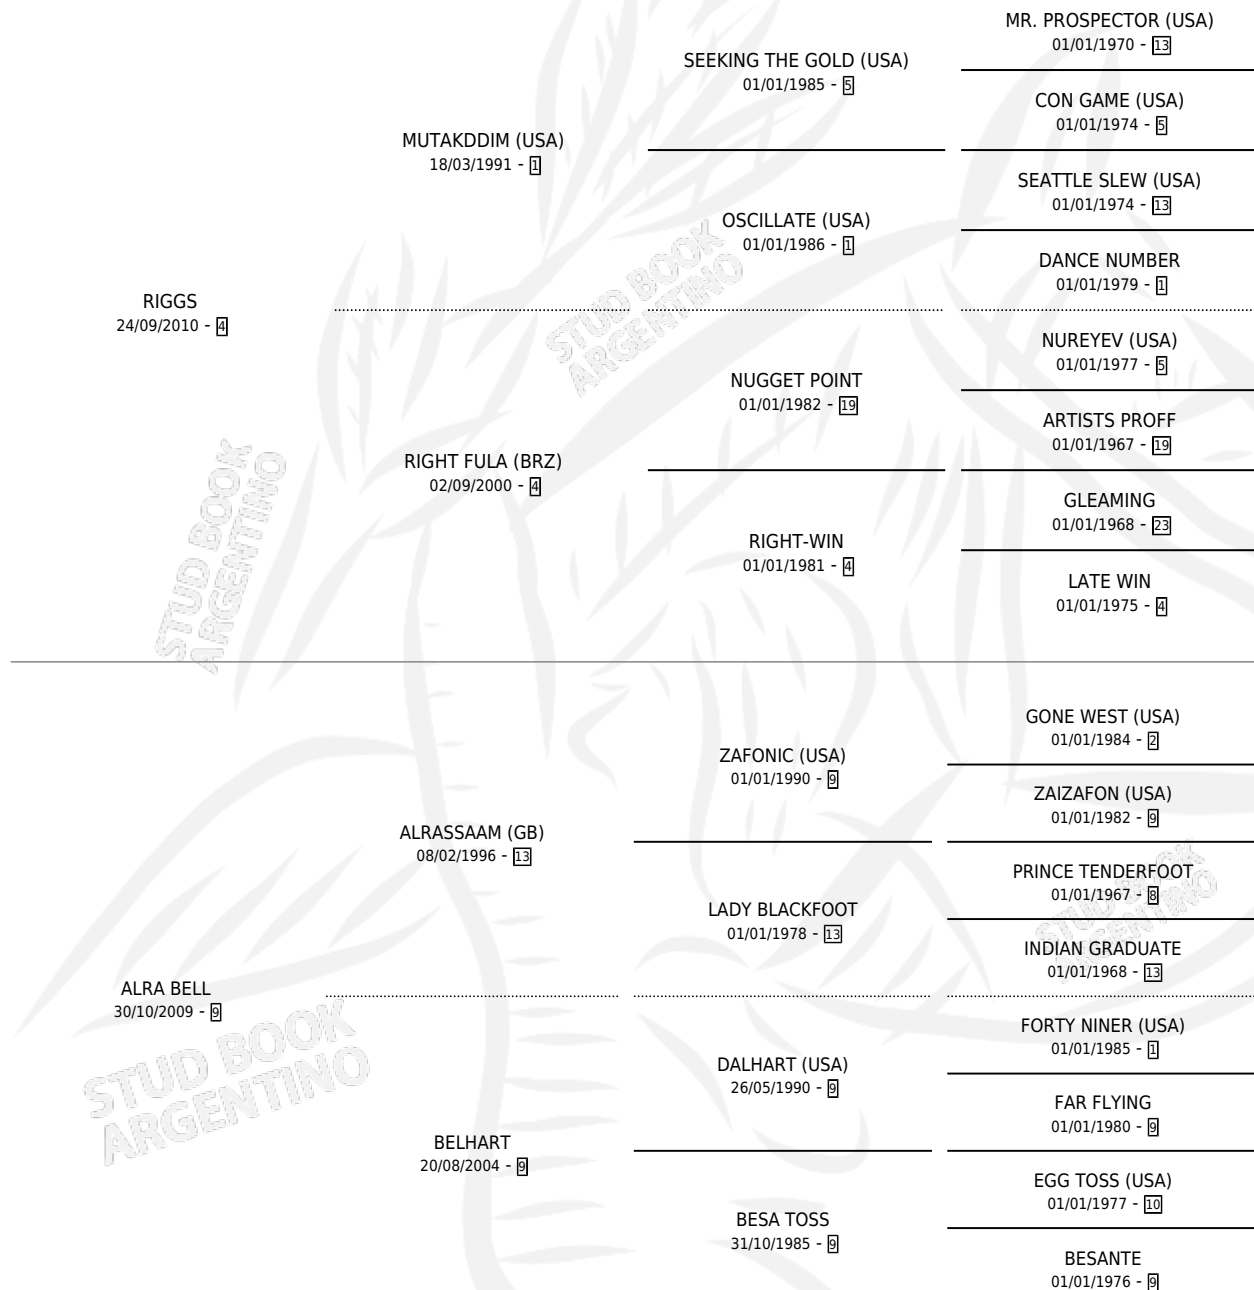 MR. PROSPECTOR (USA)
01/01/1970 - 13
SEEKING THE GOLD (USA)
01/01/1985 - 5
CON GAME (USA)
01/01/1974 - 5
MUTAKDDIM (USA)
18/03/1991 - 1
SEATTLE SLEW (USA)
01/01/1974 - 13
OSCILLATE (USA)
01/01/1986 - 1
DANCE NUMBER
01/01/1979 - 1
RIGGS
24/09/2010 - 4
NUREYEV (USA)
01/01/1977 - 5
NUGGET POINT
01/01/1982 - 19
ARTISTS PROFF
01/01/1967 - 19
RIGHT FULA (BRZ)
02/09/2000 - 4
GLEAMING
01/01/1968 - 23
RIGHT-WIN
01/01/1981 - 4
LATE WIN
01/01/1975 - 4
GONE WEST (USA)
01/01/1984 - 2
ZAFONIC (USA)
01/01/1990 - 9
ZAIZAFON (USA)
01/01/1982 - 9
ALRASSAAM (GB)
08/02/1996 - 13
PRINCE TENDERFOOT
01/01/1967 - 8
LADY BLACKFOOT
01/01/1978 - 13
INDIAN GRADUATE
01/01/1968 - 13
ALRA BELL
30/10/2009 - 9
FORTY NINER (USA)
01/01/1985 - 1
DALHART (USA)
26/05/1990 - 9
FAR FLYING
01/01/1980 - 9
BELHART
20/08/2004 - 9
EGG TOSS (USA)
01/01/1977 - 10
BESA TOSS
31/10/1985 - 9
BESANTE
01/01/1976 - 9
STUD BOOK
ARGENTINO
STUD BOOK
ARGENTINO
STUD BOOK
ARGENTINO
STUD BOOK
ARGENTINO